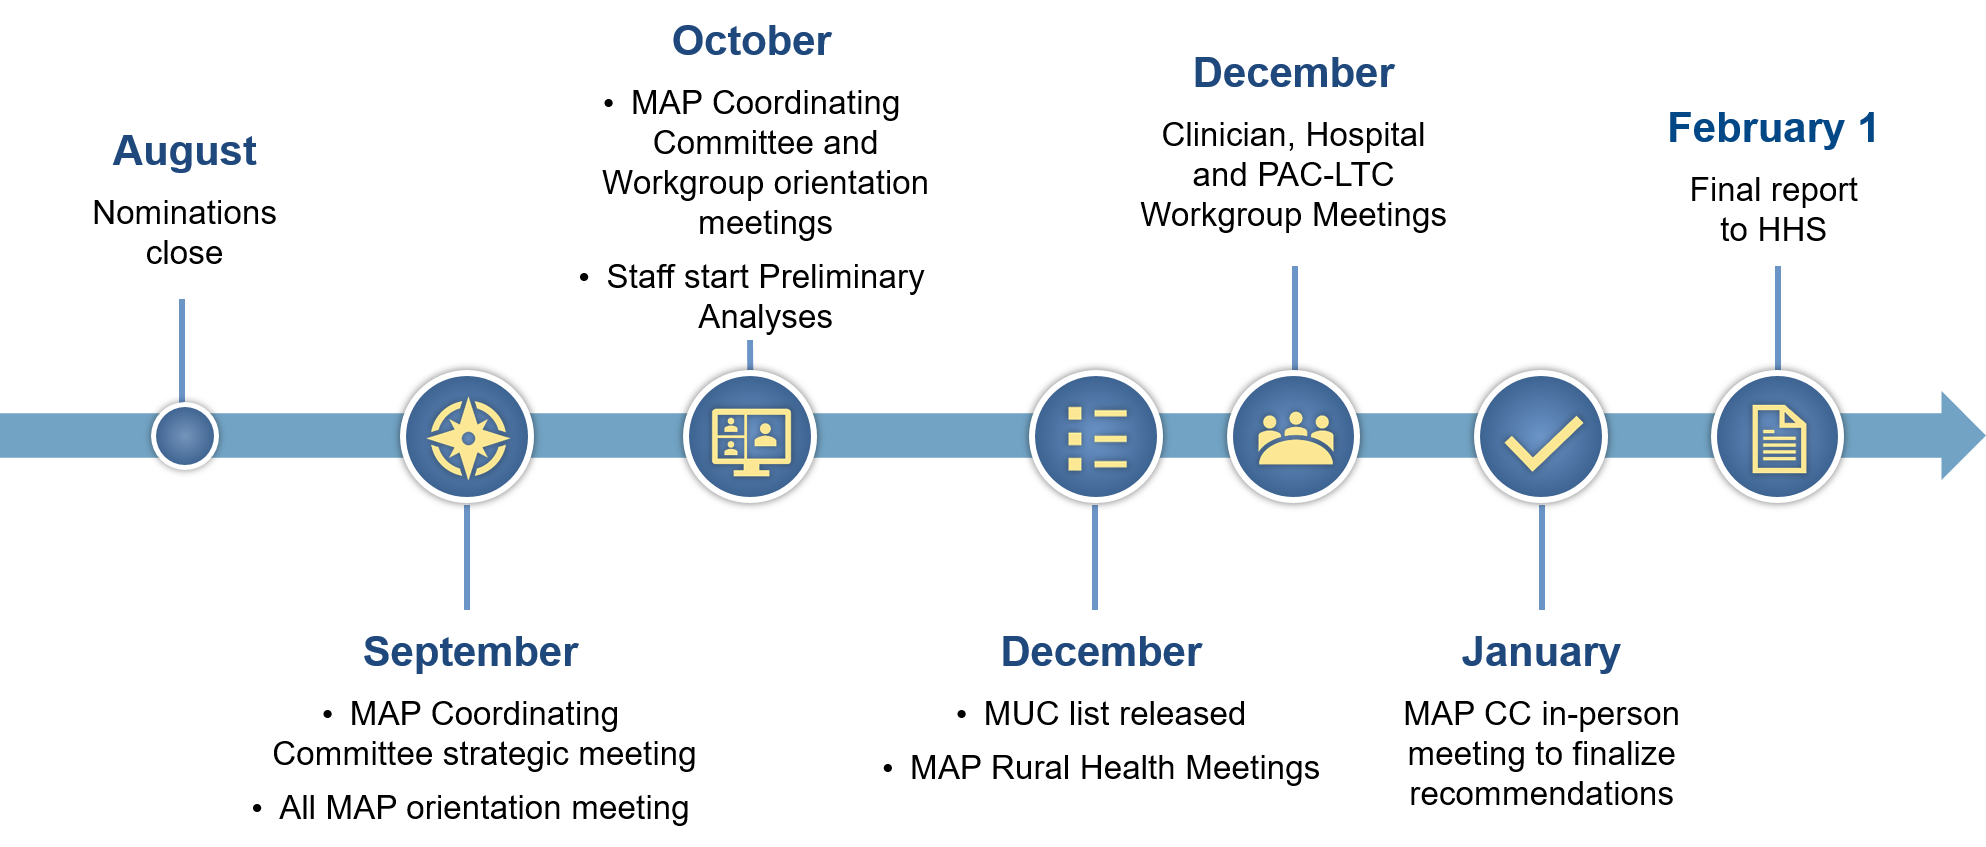 August
Nominations
close
September
• MAP Coordinating
Committee strategic meeting
• All MAP orientation meeting
October
• MAP Coordinating
Committee and
Workgroup orientation
meetings
• Staff start Preliminary
Analyses
December
• MUC list released
• MAP Rural Health Meetings
December
Clinician, Hospital
and PAC-LTC
Workgroup Meetings
January
MAP CC in-person
meeting to finalize
recommendations
February 1
Final report
to HHS